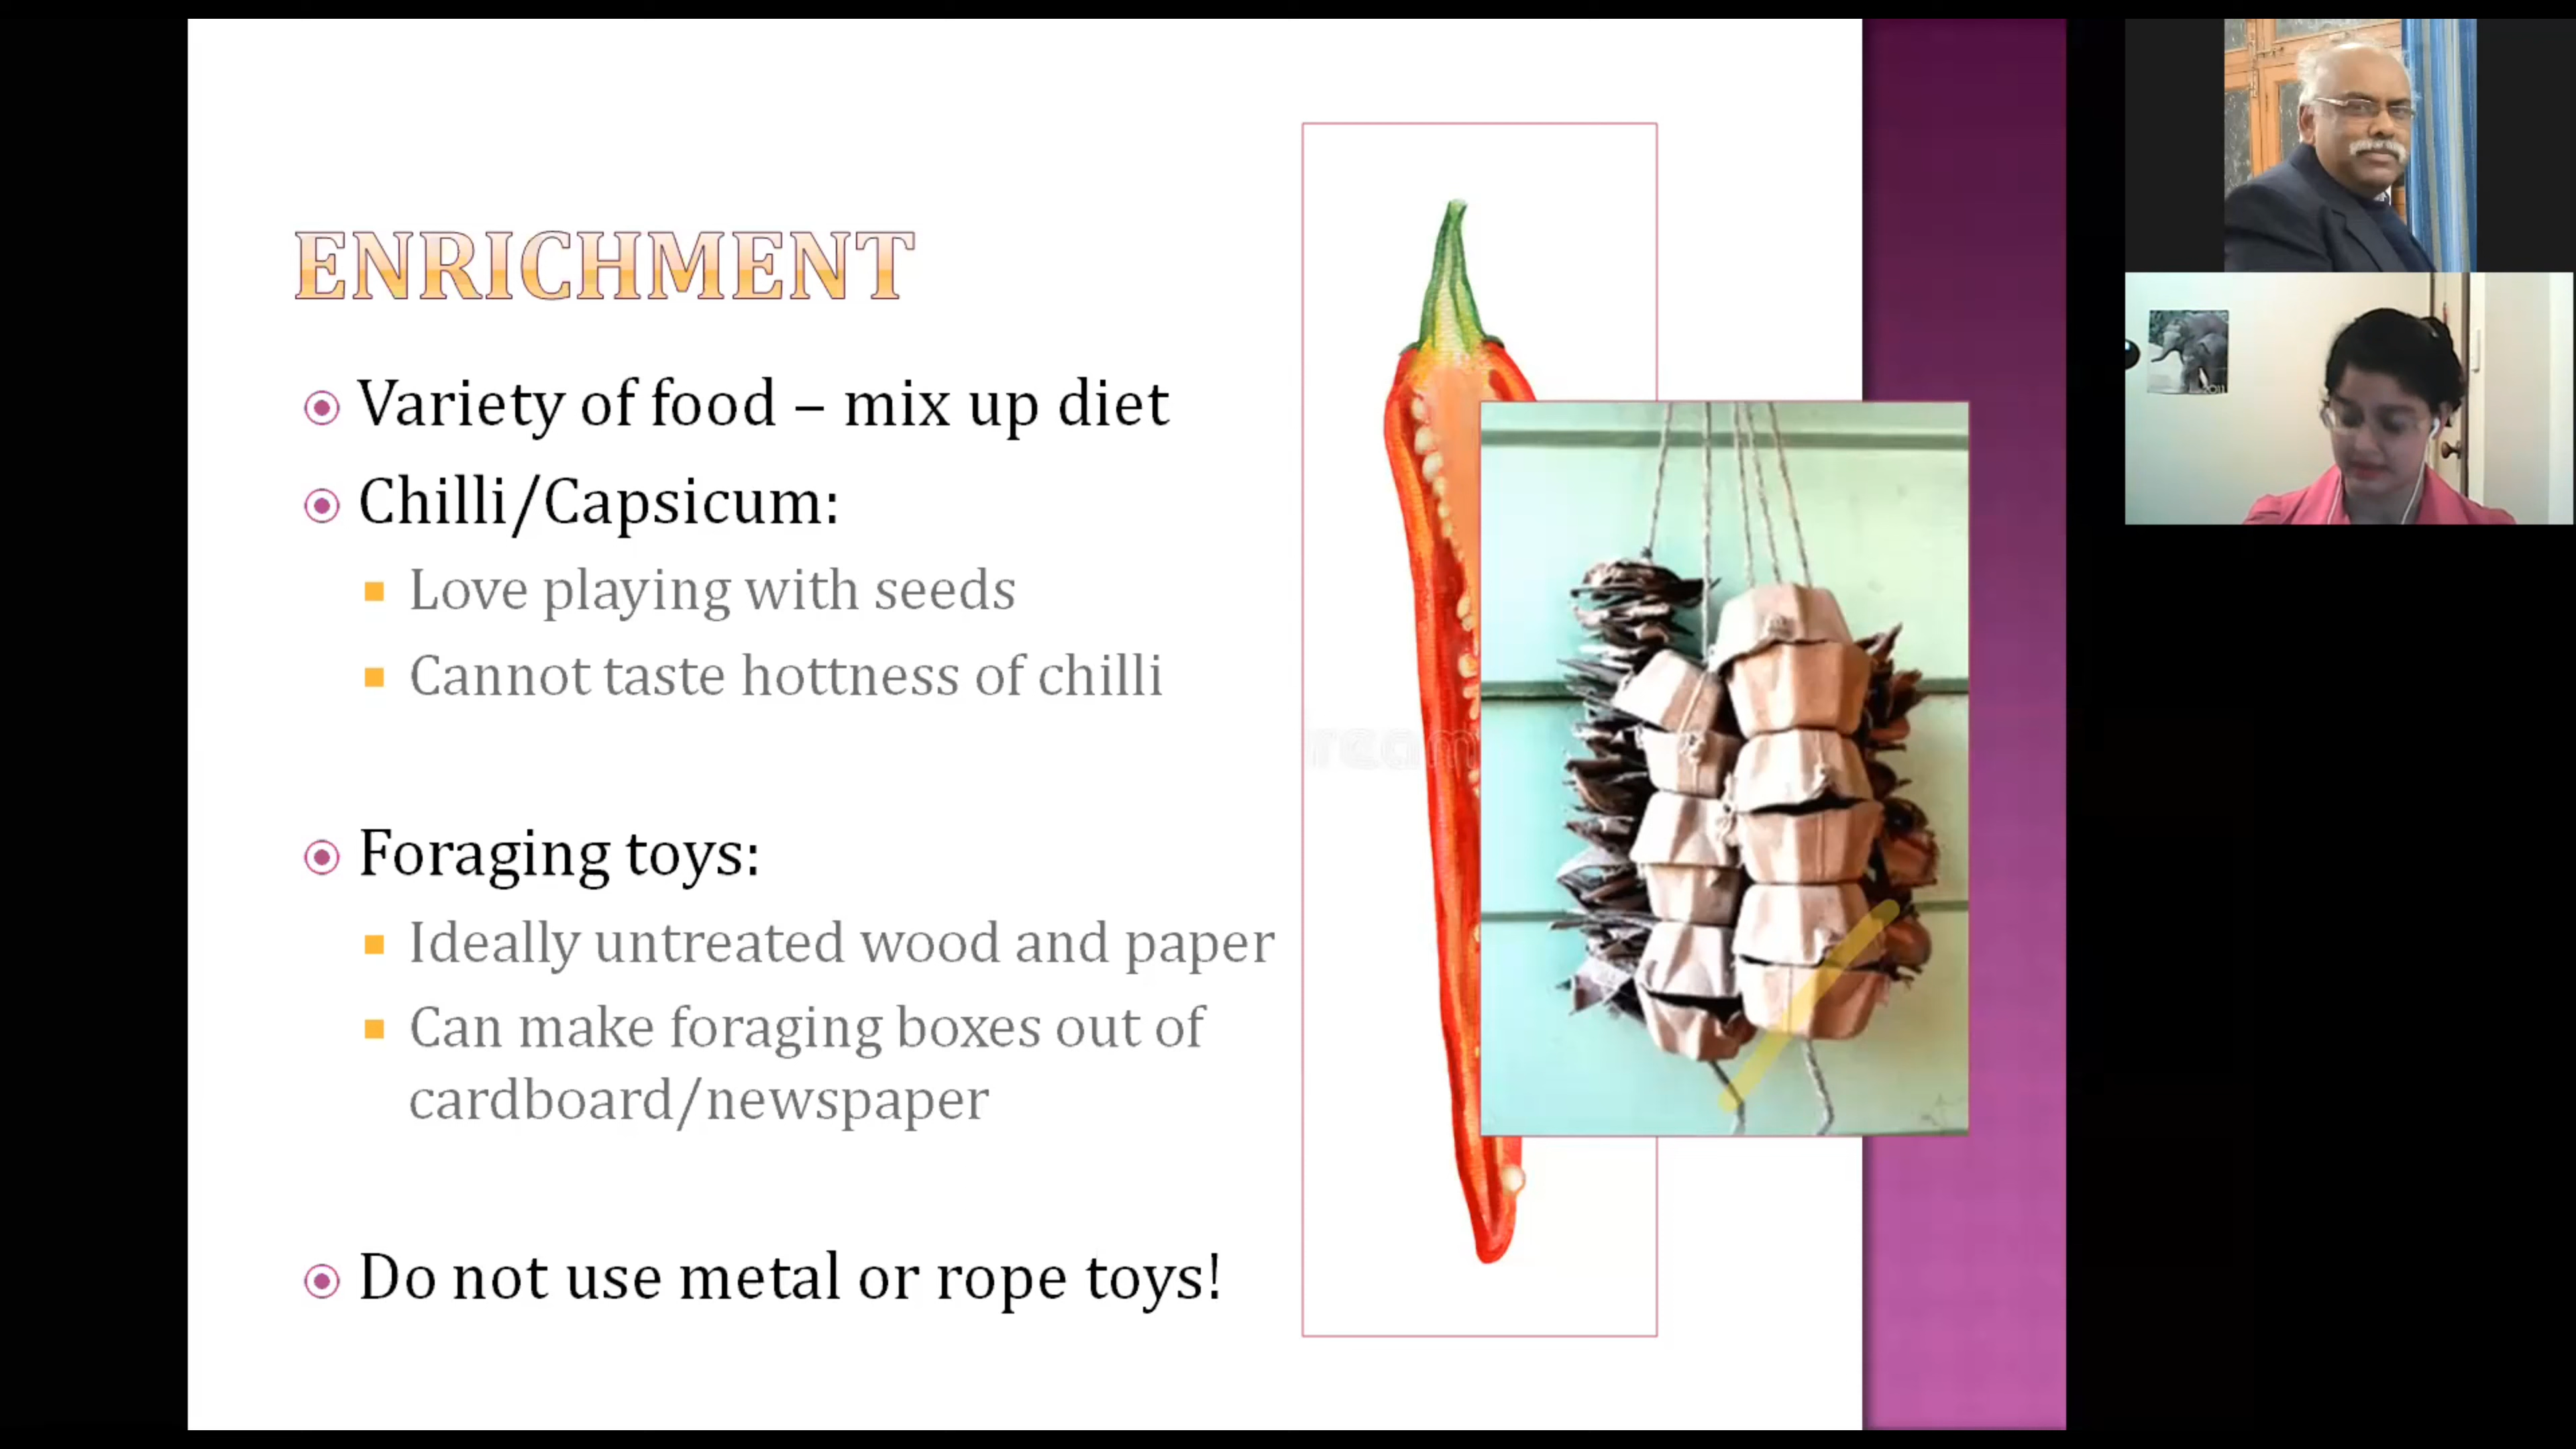 ENRICHMENT
Variety of food – mix up diet
Chilli/Capsicum:
Love playing with seeds
Cannot taste hottness of chilli
Foraging toys:
Ideally untreated wood and paper
Can make foraging boxes out of
cardboard/newspaper
Do not use metal or rope toys!
ream
2011